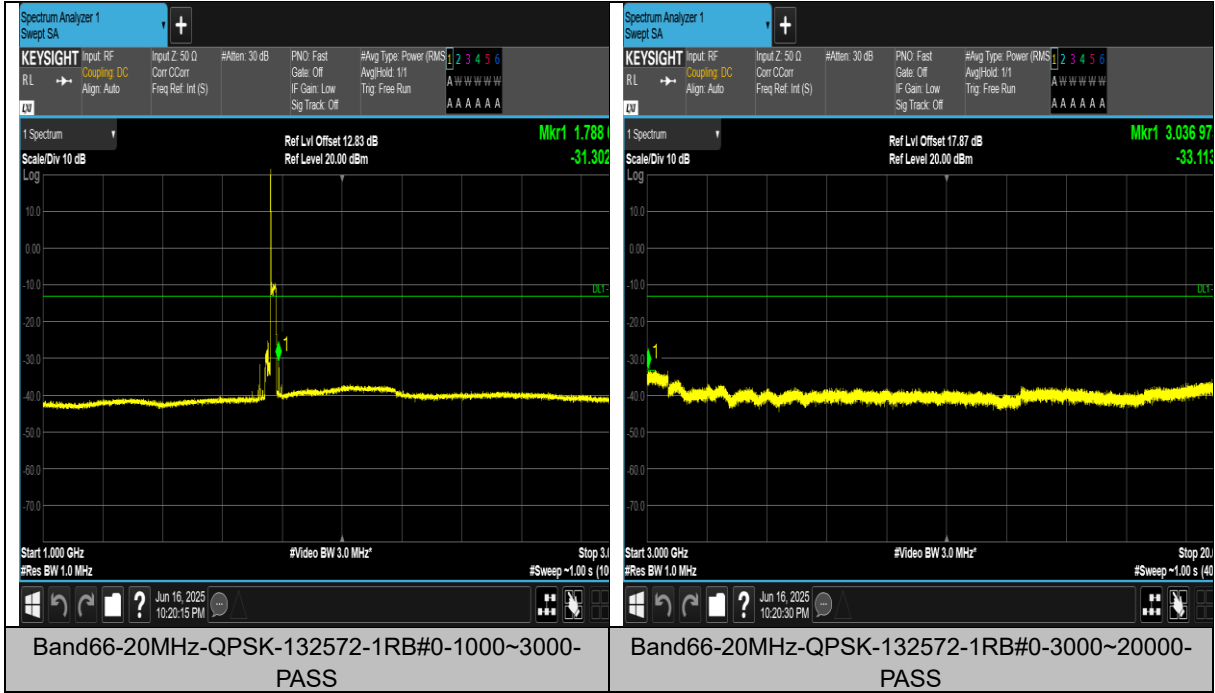 Spectrum Analyzer 1
Swept SA
+
KEYSIGHT
RL
LXI
Input: RF
Coupling: DC
Align: Auto
Input Z: 50 Ω
Corr CCorr
Freq Ref: Int (S)
#Atten: 30 dB
PNO: Fast
Gate: Off
IF Gain: Low
Sig Track: Off
#Avg Type: Power (RMS
Avg|Hold: 1/1
Trig: Free Run
1 2 3 4 5 6
A W W W W W
A A A A A A
1 Spectrum
Scale/Div 10 dB
Ref Lvl Offset 12.83 dB
Ref Level 20.00 dBm
Mkr1 1.788
-31.302
Log
10.0
0.00
-10.0
DL1
-20.0
1
-30.0
-40.0
-50.0
-60.0
-70.0
Start 1.000 GHz
#Res BW 1.0 MHz
#Video BW 3.0 MHz*
Stop 3.
#Sweep ~1.00 s (10
?
Jun 16, 2025
10:20:15 PM
Band66-20MHz-QPSK-132572-1RB#0-1000~3000-
PASS
Spectrum Analyzer 1
Swept SA
+
KEYSIGHT
RL
LXI
Input: RF
Coupling: DC
Align: Auto
Input Z: 50 Ω
Corr CCorr
Freq Ref: Int (S)
#Atten: 30 dB
PNO: Fast
Gate: Off
IF Gain: Low
Sig Track: Off
#Avg Type: Power (RMS
Avg|Hold: 1/1
Trig: Free Run
1 2 3 4 5 6
A W W W W W
A A A A A A
1 Spectrum
Scale/Div 10 dB
Ref Lvl Offset 17.87 dB
Ref Level 20.00 dBm
Mkr1 3.036 97
-33.113
Log
10.0
0.00
-10.0
DL1
-20.0
1
-30.0
-40.0
-50.0
-60.0
-70.0
Start 3.000 GHz
#Res BW 1.0 MHz
#Video BW 3.0 MHz*
Stop 20.
#Sweep ~1.00 s (40
?
Jun 16, 2025
10:20:30 PM
Band66-20MHz-QPSK-132572-1RB#0-3000~20000-
PASS